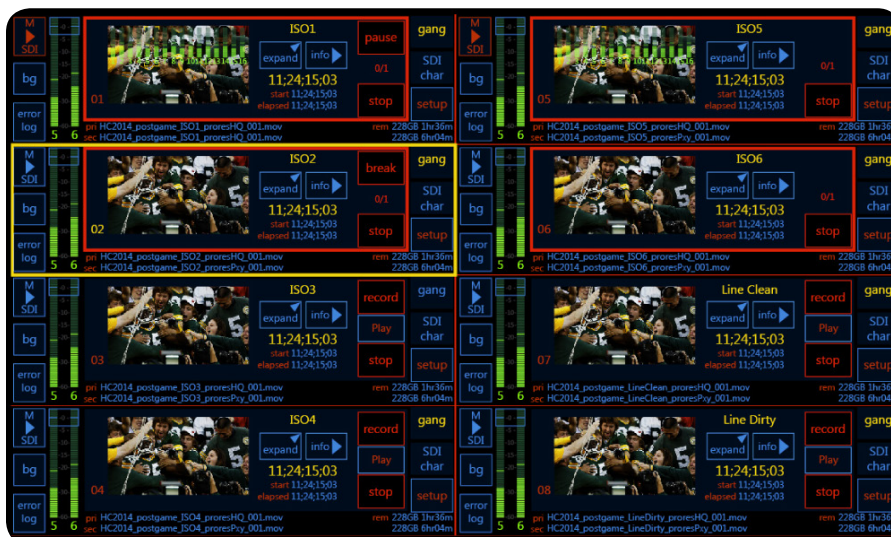 M
SDI
bg
error
log
5 6
01
ISO1
expand
info
11;24;15;03
start 11;24;15;03
elapsed 11;24;15;03
pause
0/1
stop
gang
SDI
char
setup
pri HC2014_postgame_ISO1_proresHQ_001.mov
rem 228GB 1hr36m
sec HC2014_postgame_ISO1_proresPxy_001.mov
228GB 6hr04m
M
SDI
bg
error
log
5 6
05
ISO5
expand
info
11;24;15;03
start 11;24;15;03
elapsed 11;24;15;03
0/1
stop
gang
SDI
char
setup
pri HC2014_postgame_ISO5_proresHQ_001.mov
rem 228GB 1hr36
sec HC2014_postgame_ISO5_proresPxy_001.mov
228GB 6hr04
M
SDI
bg
error
log
5 6
02
ISO2
expand
info
11;24;15;03
start 11;24;15;03
elapsed 11;24;15;03
break
0/1
stop
gang
SDI
char
setup
pri HC2014_postgame_ISO2_proresHQ_001.mov
rem 228GB 1hr36m
sec HC2014_postgame_ISO2_proresPxy_001.mov
228GB 6hr04m
M
SDI
bg
error
log
5 6
06
ISO6
expand
info
11;24;15;03
start 11;24;15;03
elapsed 11;24;15;03
0/1
stop
gang
SDI
char
setup
pri HC2014_postgame_ISO6_proresHQ_001.mov
rem 228GB 1hr36
sec HC2014_postgame_ISO6_proresPxy_001.mov
228GB 6hr04
M
SDI
bg
error
log
5 6
03
ISO3
expand
info
11;24;15;03
start 11;24;15;03
elapsed 11;24;15;03
record
Play
stop
gang
SDI
char
setup
pri HC2014_postgame_ISO3_proresHQ_001.mov
rem 228GB 1hr36m
sec HC2014_postgame_ISO3_proresPxy_001.mov
228GB 6hr04m
M
SDI
bg
error
log
5 6
07
Line Clean
expand
info
11;24;15;03
start 11;24;15;03
elapsed 11;24;15;03
record
Play
stop
gang
SDI
char
setup
pri HC2014_postgame_LineClean_proresHQ_001.mov
rem 228GB 1hr36
sec HC2014_postgame_LineClean_proresPxy_001.mov
228GB 6hr04
M
SDI
bg
error
log
5 6
04
ISO4
expand
info
11;24;15;03
start 11;24;15;03
elapsed 11;24;15;03
record
Play
stop
gang
SDI
char
setup
pri HC2014_postgame_ISO4_proresHQ_001.mov
rem 228GB 1hr36m
sec HC2014_postgame_ISO4_proresPxy_001.mov
228GB 6hr04m
M
SDI
bg
error
log
5 6
08
Line Dirty
expand
info
11;24;15;03
start 11;24;15;03
elapsed 11;24;15;03
record
Play
stop
gang
SDI
char
setup
pri HC2014_postgame_LineDirty_proresHQ_001.mov
rem 228GB 1hr36
sec HC2014_postgame_LineDirty_proresPxy_001.mov
228GB 6hr04